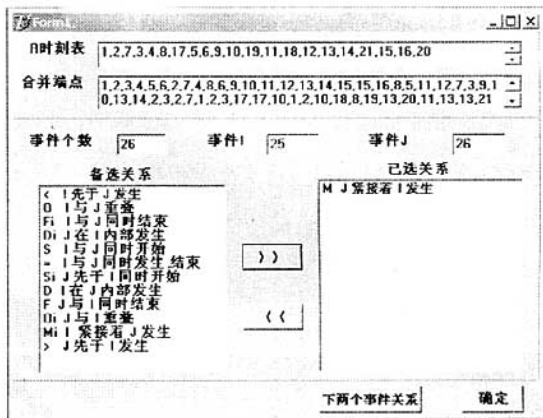 Form1
n时刻表
1,2,7,3,4,8,17,5,6,9,10,19,11,18,12,13,14,21,15,16,20
合并端点
1,2,3,4,5,6,2,7,4,8,6,9,10,11,12,13,14,15,15,16,8,5,11,12,7,3,9,1
0,13,14,2,3,2,7,1,2,3,17,17,10,1,2,10,18,8,19,13,20,11,13,13,21
事件个数 26 事件I 25 事件J 26
备选关系
< I先于J发生
O I与J重叠
Fi I与J同时结束
Di J在I内部发生
S I与J同时开始
= I与J同时发生 结束
Si J先于I同时开始
D I在J内部发生
F J与I同时结束
Oi J与I重叠
Mi I 紧接着 J发生
> J先于I发生
>>
<<
已选关系
M J紧接着I发生
下两个事件关系 确定